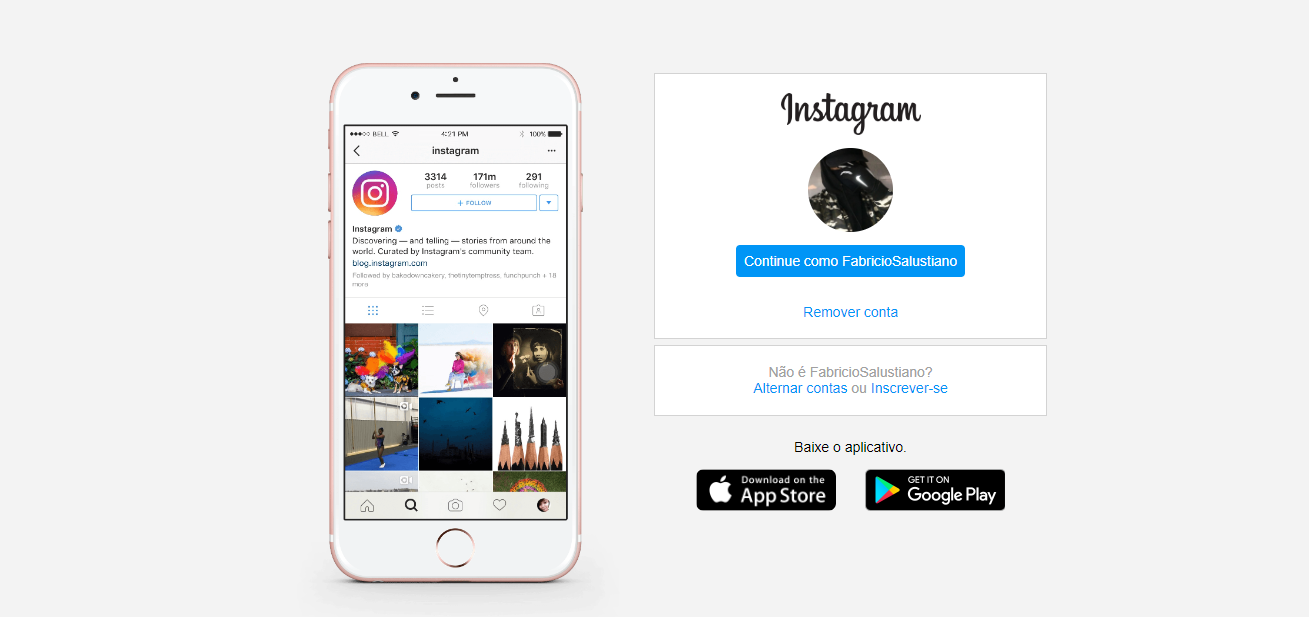 BELL 4:21 PM 100%
instagram
3314 171m 291
posts followers following
+ FOLLOW
Instagram
Discovering — and telling — stories from around the
world. Curated by Instagram's community team.
blog.instagram.com
Followed by bakedowncakery, thetinytemptress, fundhpunch + 18
more
Instagram
Continue como FabricioSalustiano
Remover conta
Não é FabricioSalustiano?
Alternar contas ou Inscrever-se
Baixe o aplicativo.
Download on the
App Store
GET IT ON
Google Play